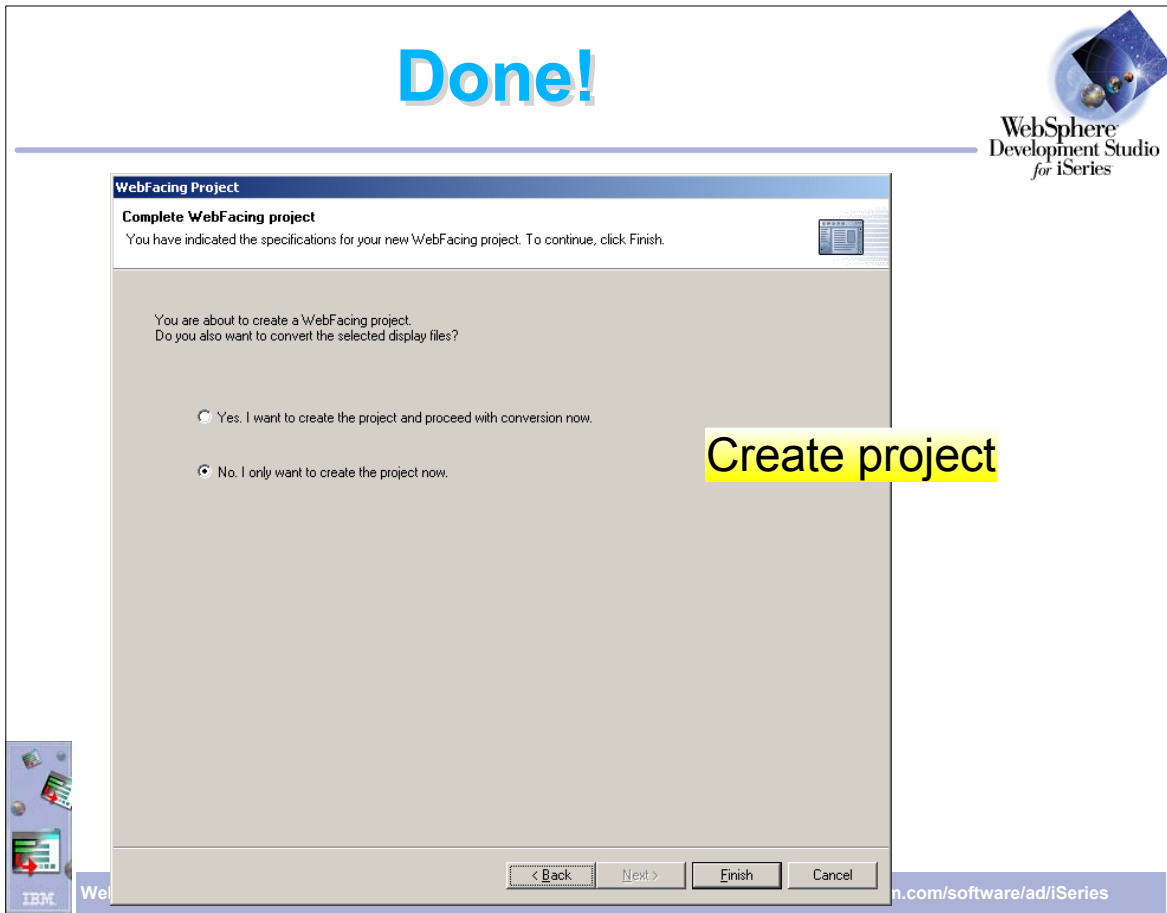 Done!
WebSphere
Development Studio
for iSeries
WebFacing Project
Complete WebFacing project
You have indicated the specifications for your new WebFacing project. To continue, click Finish.
You are about to create a WebFacing project.
Do you also want to convert the selected display files?
Yes. I want to create the project and proceed with conversion now.
No. I only want to create the project now.
Create project
< Back Next > Finish Cancel
IBM We m.com/software/ad/iSeries